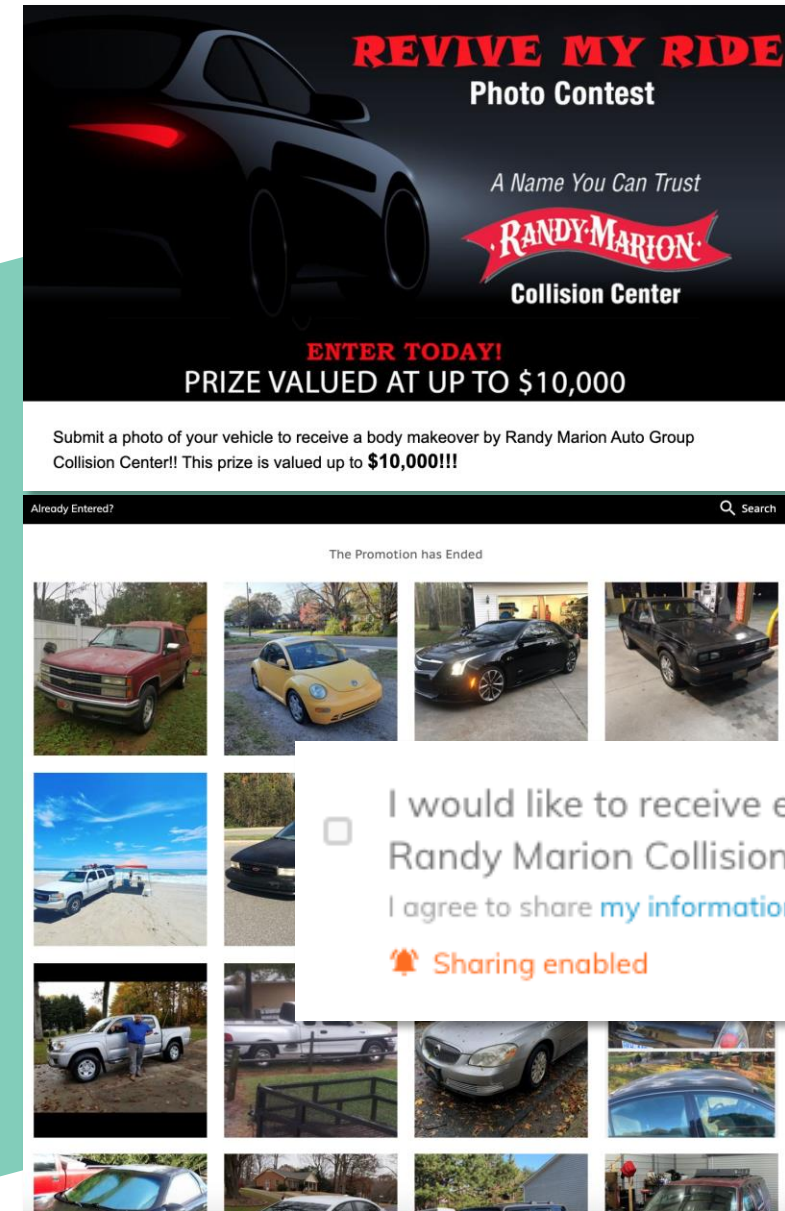 REVIVE MY RIDE
Photo Contest
A Name You Can Trust
RANDY MARION
Collision Center
ENTER TODAY!
PRIZE VALUED AT UP TO $10,000
Submit a photo of your vehicle to receive a body makeover by Randy Marion Auto Group
Collision Center!! This prize is valued up to $10,000!!!
Already Entered?
Search
The Promotion has Ended
I would like to receive e
Randy Marion Collision
I agree to share my information
Sharing enabled